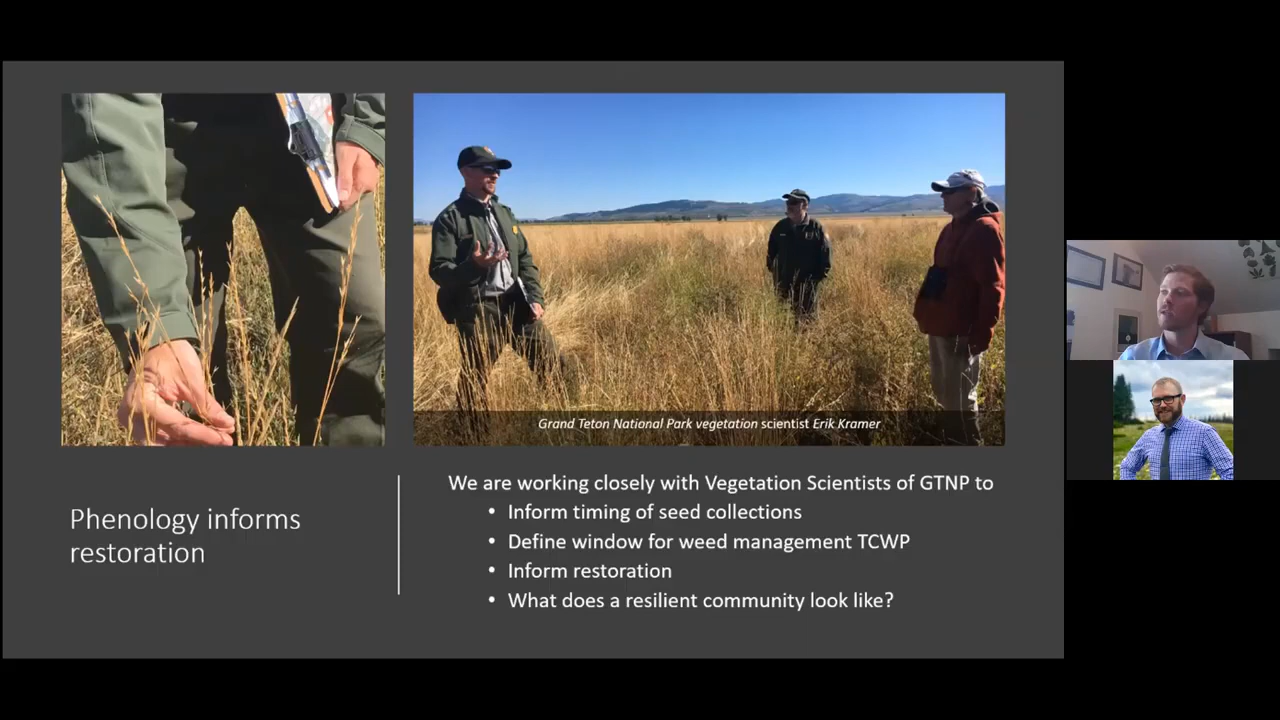 Grand Teton National Park vegetation scientist Erik Kramer
Phenology informs
restoration
We are working closely with Vegetation Scientists of GTNP to
• Inform timing of seed collections
• Define window for weed management TCWP
• Inform restoration
• What does a resilient community look like?